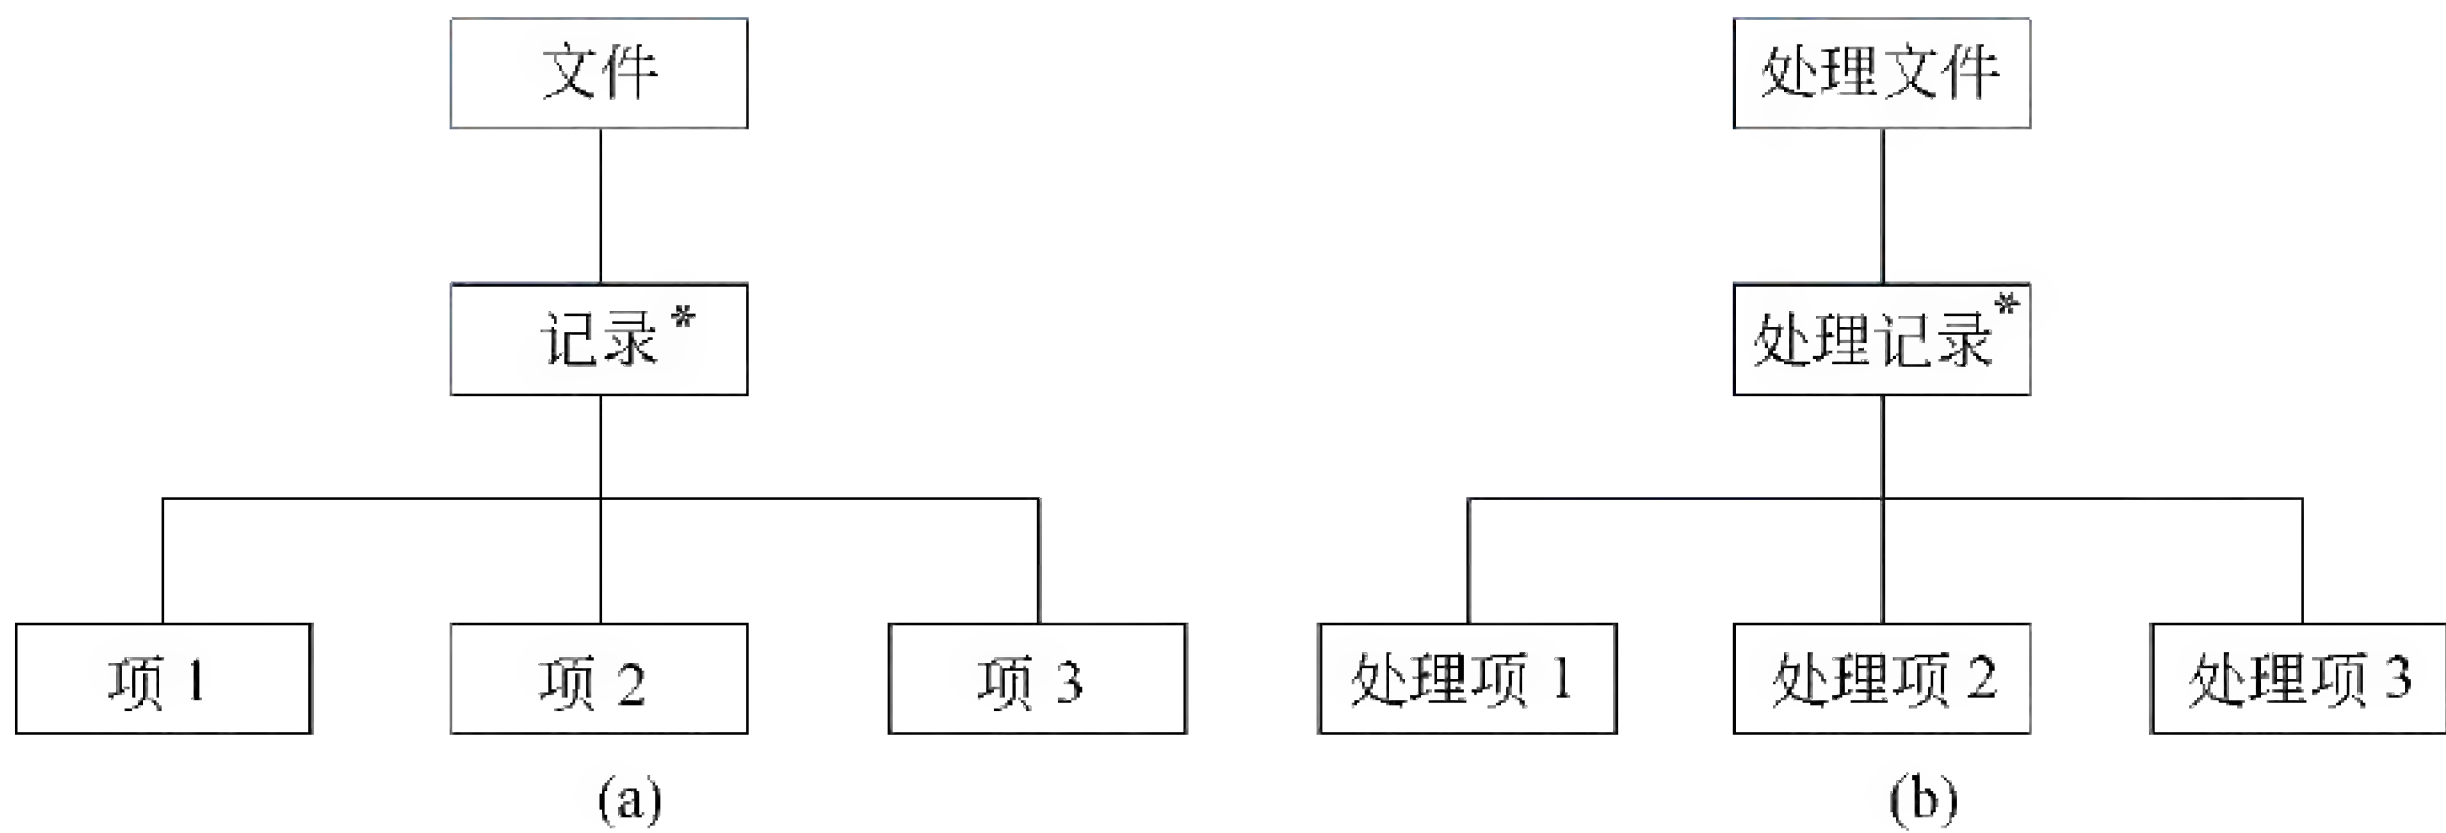 文件
记录*
项 1
项 2
项 3
(a)
处理文件
处理记录*
处理项 1
处理项 2
处理项 3
(b)